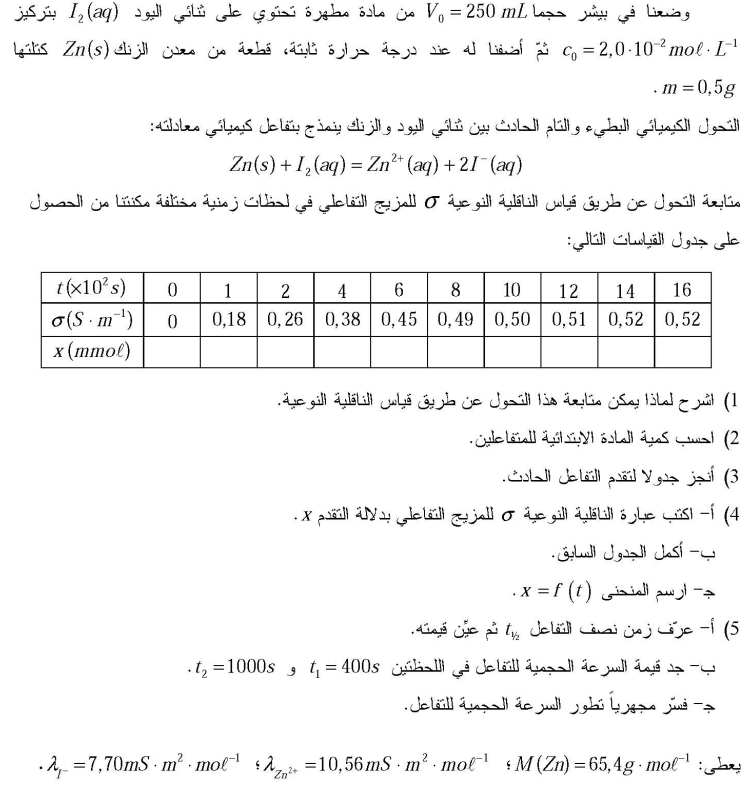 وضعنا في بيشر حجما V₀ = 250 mL من مادة مطهرة تحتوي على ثنائي اليود I₂(aq) بتركيز
c₀ = 2,0·10⁻² moℓ·L⁻¹ ثمّ أضفنا له عند درجة حرارة ثابتة، قطعة من معدن الزنك Zn(s) كتلتها
m = 0,5g .
التحول الكيميائي البطيء والتام الحادث بين ثنائي اليود والزنك ينمذج بتفاعل كيميائي معادلته:
Zn(s) + I₂(aq) = Zn²⁺(aq) + 2I⁻(aq)
متابعة التحول عن طريق قياس الناقلية النوعية σ للمزيج التفاعلي في لحظات زمنية مختلفة مكنتنا من الحصول
على جدول القياسات التالي:
t(×10²s) 0 1 2 4 6 8 10 12 14 16
σ(S·m⁻¹) 0 0,18 0,26 0,38 0,45 0,49 0,50 0,51 0,52 0,52
x(mmoℓ)
1) اشرح لماذا يمكن متابعة هذا التحول عن طريق قياس الناقلية النوعية.
2) احسب كمية المادة الابتدائية للمتفاعلين.
3) أنجز جدولا لتقدم التفاعل الحادث.
4) أ- اكتب عبارة الناقلية النوعية σ للمزيج التفاعلي بدلالة التقدم x .
ب- أكمل الجدول السابق.
ج- ارسم المنحنى x = f(t) .
5) أ- عرّف زمن نصف التفاعل t½ ثم عيِّن قيمته.
ب- جد قيمة السرعة الحجمية للتفاعل في اللحظتين t₁ = 400s و t₂ = 1000s .
ج- فسّر مجهرياً تطور السرعة الحجمية للتفاعل.
يعطى: M(Zn) = 65,4g·moℓ⁻¹ ؛ λ_Zn²⁺ = 10,56mS·m²·moℓ⁻¹ ؛ λ_I⁻ = 7,70mS·m²·moℓ⁻¹ .